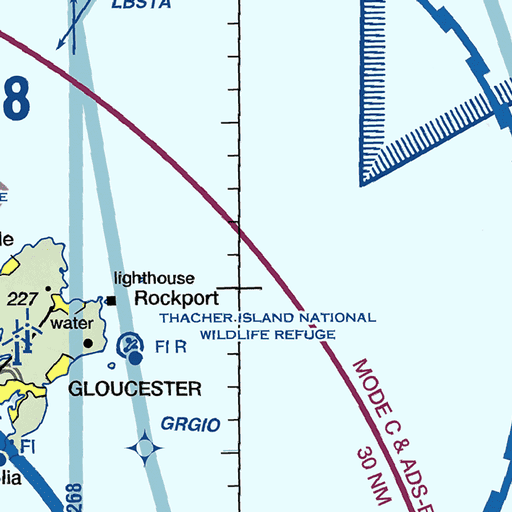 LBSTA
8
E
le
lighthouse
227
Rockport
THACHER ISLAND NATIONAL
WILDLIFE REFUGE
water
Fl R
GLOUCESTER
MODE C & ADS-
30 NM
GRGIO
Fl
lia
268